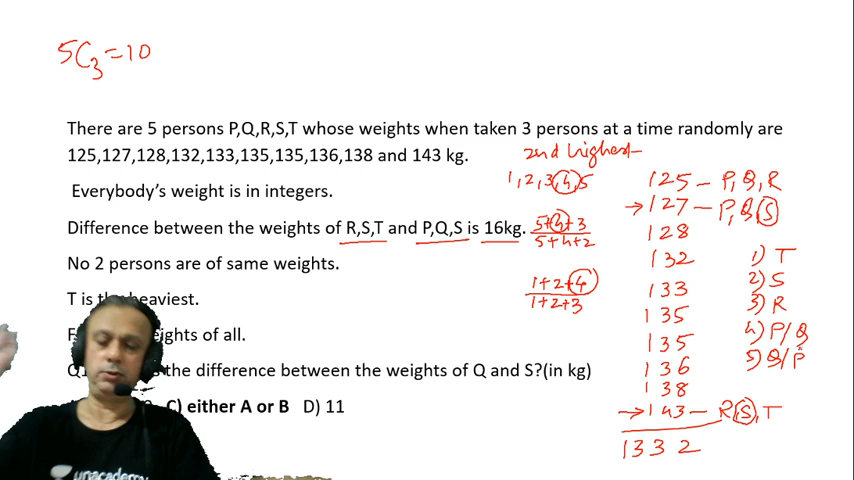 5C3=10
There are 5 persons P,Q,R,S,T whose weights when taken 3 persons at a time randomly are
125,127,128,132,133,135,135,136,138 and 143 kg.
2nd highest
1,2,3,4,5
Everybody's weight is in integers.
Difference between the weights of R,S,T and P,Q,S is 16kg.
5+4+3
5+4+2
No 2 persons are of same weights.
1+2+4
1+2+3
T is the heaviest.
F eights of all.
Q the difference between the weights of Q and S?(in kg)
C) either A or B D) 11
125 - P, Q, R
→127 - P, Q, S
128
132
133
135
135
136
138
→143 - R, S, T
1332
1) T
2) S
3) R
4) P/Q
5) Q/P
unacademy